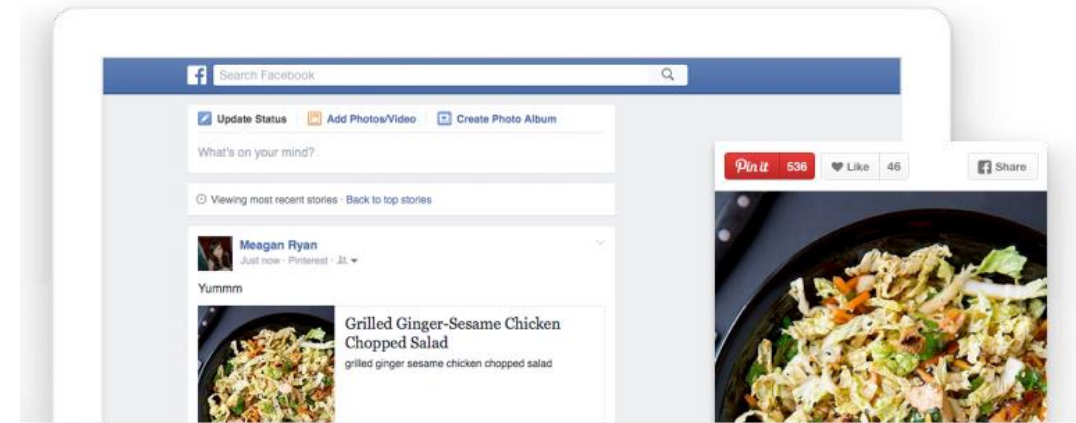 f Search Facebook
Update Status Add Photos/Video Create Photo Album
What's on your mind?
Viewing most recent stories · Back to top stories
Meagan Ryan
Just now · Pinterest ·
Yummm
Grilled Ginger-Sesame Chicken
Chopped Salad
grilled ginger sesame chicken chopped salad
Pin it 536 Like 46 f Share